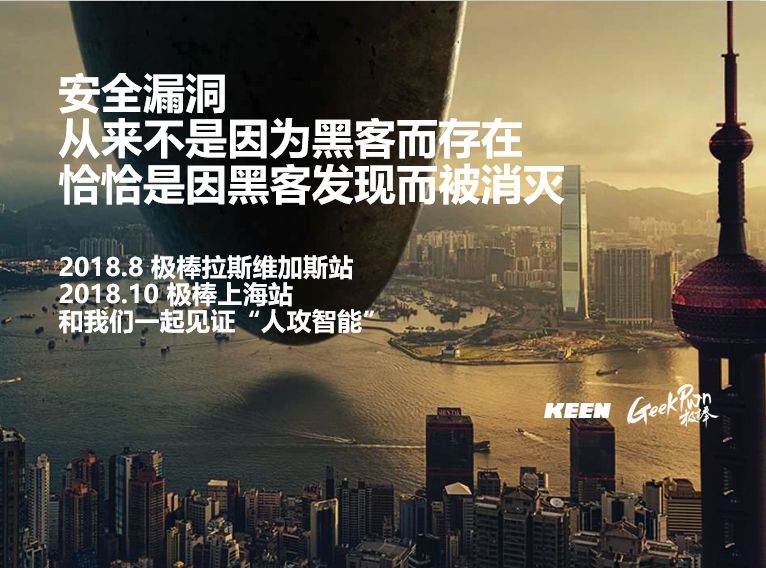 安全漏洞
从来不是因为黑客而存在
恰恰是因黑客发现而被消灭
2018.8 极棒拉斯维加斯站
2018.10 极棒上海站
和我们一起见证“人攻智能”
KEEN GeekPwn
极棒